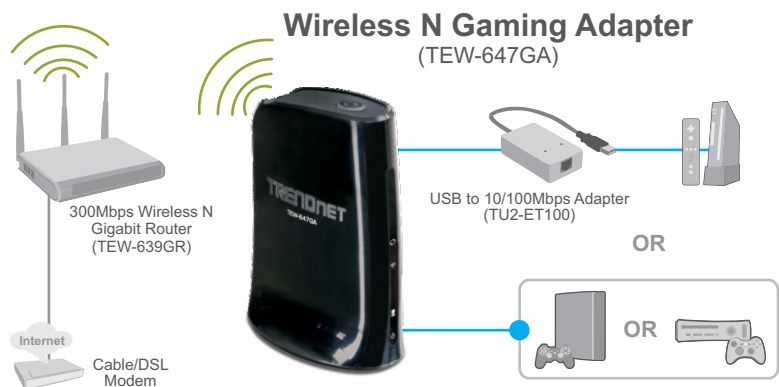 Wireless N Gaming Adapter
(TEW-647GA)
300Mbps Wireless N
Gigabit Router
(TEW-639GR)
Internet
Cable/DSL
Modem
TRENDNET
TEW-647GA
USB to 10/100Mbps Adapter
(TU2-ET100)
OR
OR